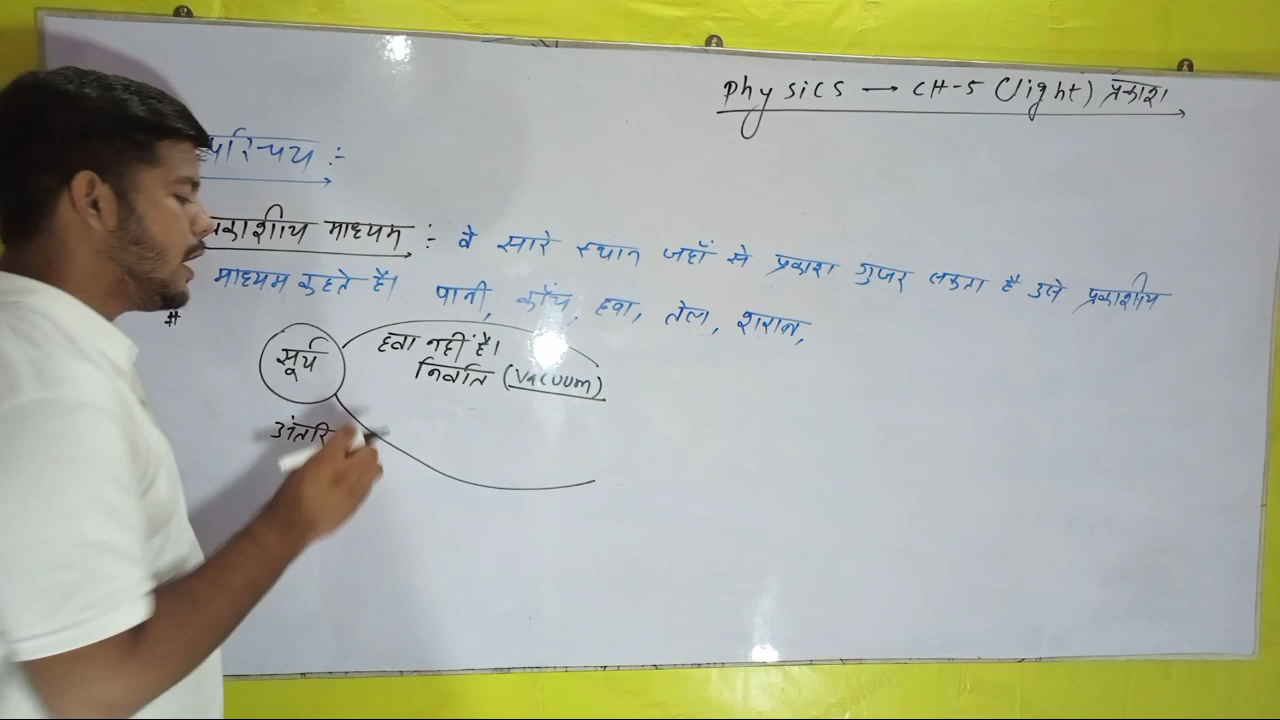 Physics → CH-5 (light) प्रकाश
परिचय :-
प्रकाशीय माध्यम :- वे सारे स्थान जहाँ से प्रकाश गुजर सकता है उसे प्रकाशीय
माध्यम कहते है। पानी, काँच, हवा, तेल, शराब,
#
सूर्य
हवा नहीं है।
निर्वात (Vacuum)
अंतरि